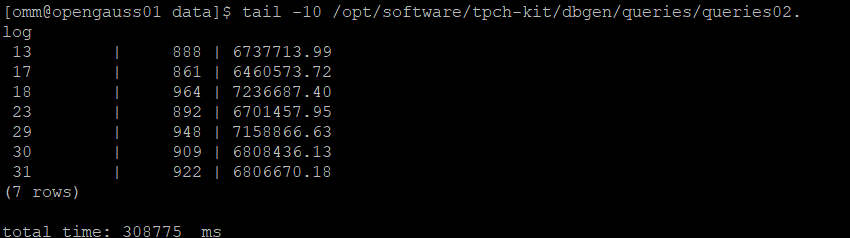 [omm@opengauss01 data]$ tail -10 /opt/software/tpch-kit/dbgen/queries/queries02.
log
 13         |     888 | 6737713.99
 17         |     861 | 6460573.72
 18         |     964 | 7236687.40
 23         |     892 | 6701457.95
 29         |     948 | 7158866.63
 30         |     909 | 6808436.13
 31         |     922 | 6806670.18
(7 rows)
total time: 308775  ms